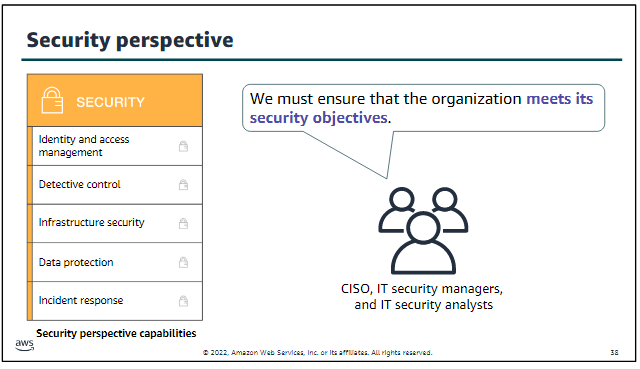 Security perspective
SECURITY
Identity and access
management
Detective control
Infrastructure security
Data protection
Incident response
Security perspective capabilities
We must ensure that the organization meets its
security objectives.
CISO, IT security managers,
and IT security analysts
aws
© 2022, Amazon Web Services, Inc. or its affiliates. All rights reserved.
38